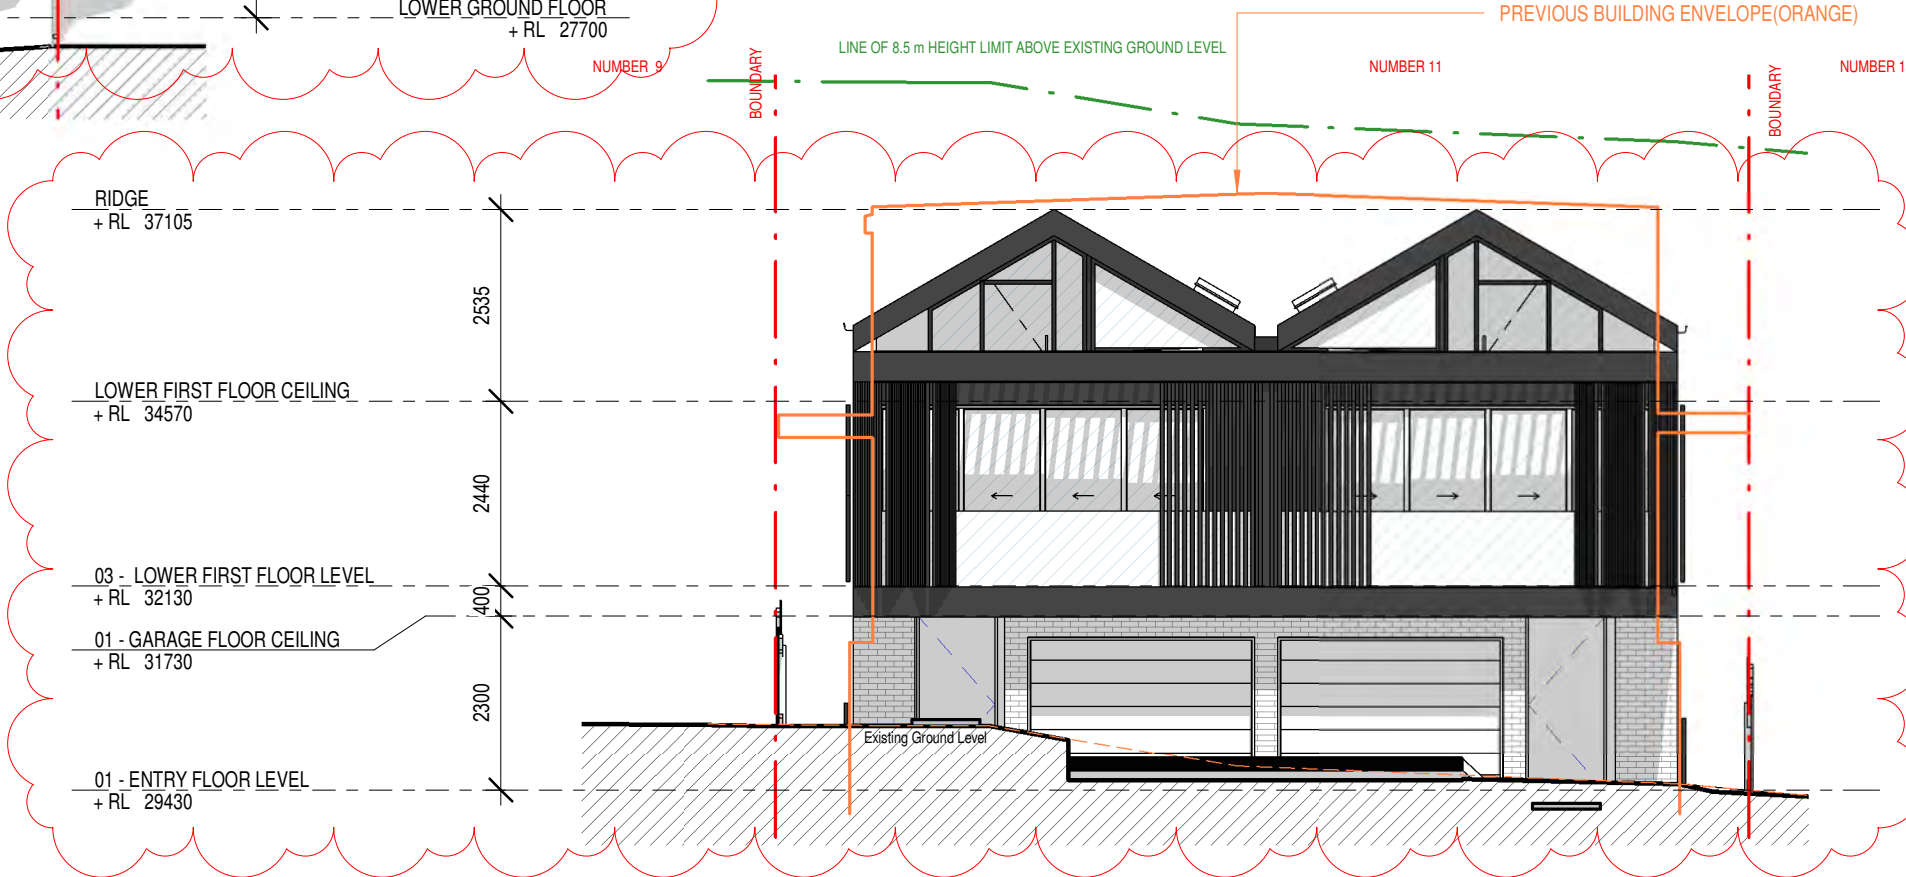 LOWER GROUND FLOOR
+ RL 27700
PREVIOUS BUILDING ENVELOPE(ORANGE)
LINE OF 8.5 m HEIGHT LIMIT ABOVE EXISTING GROUND LEVEL
NUMBER 9
BOUNDARY
NUMBER 11
BOUNDARY
NUMBER 1
RIDGE
+ RL 37105
2535
LOWER FIRST FLOOR CEILING
+ RL 34570
2440
03 - LOWER FIRST FLOOR LEVEL
+ RL 32130
400
01 - GARAGE FLOOR CEILING
+ RL 31730
2300
Existing Ground Level
01 - ENTRY FLOOR LEVEL
+ RL 29430